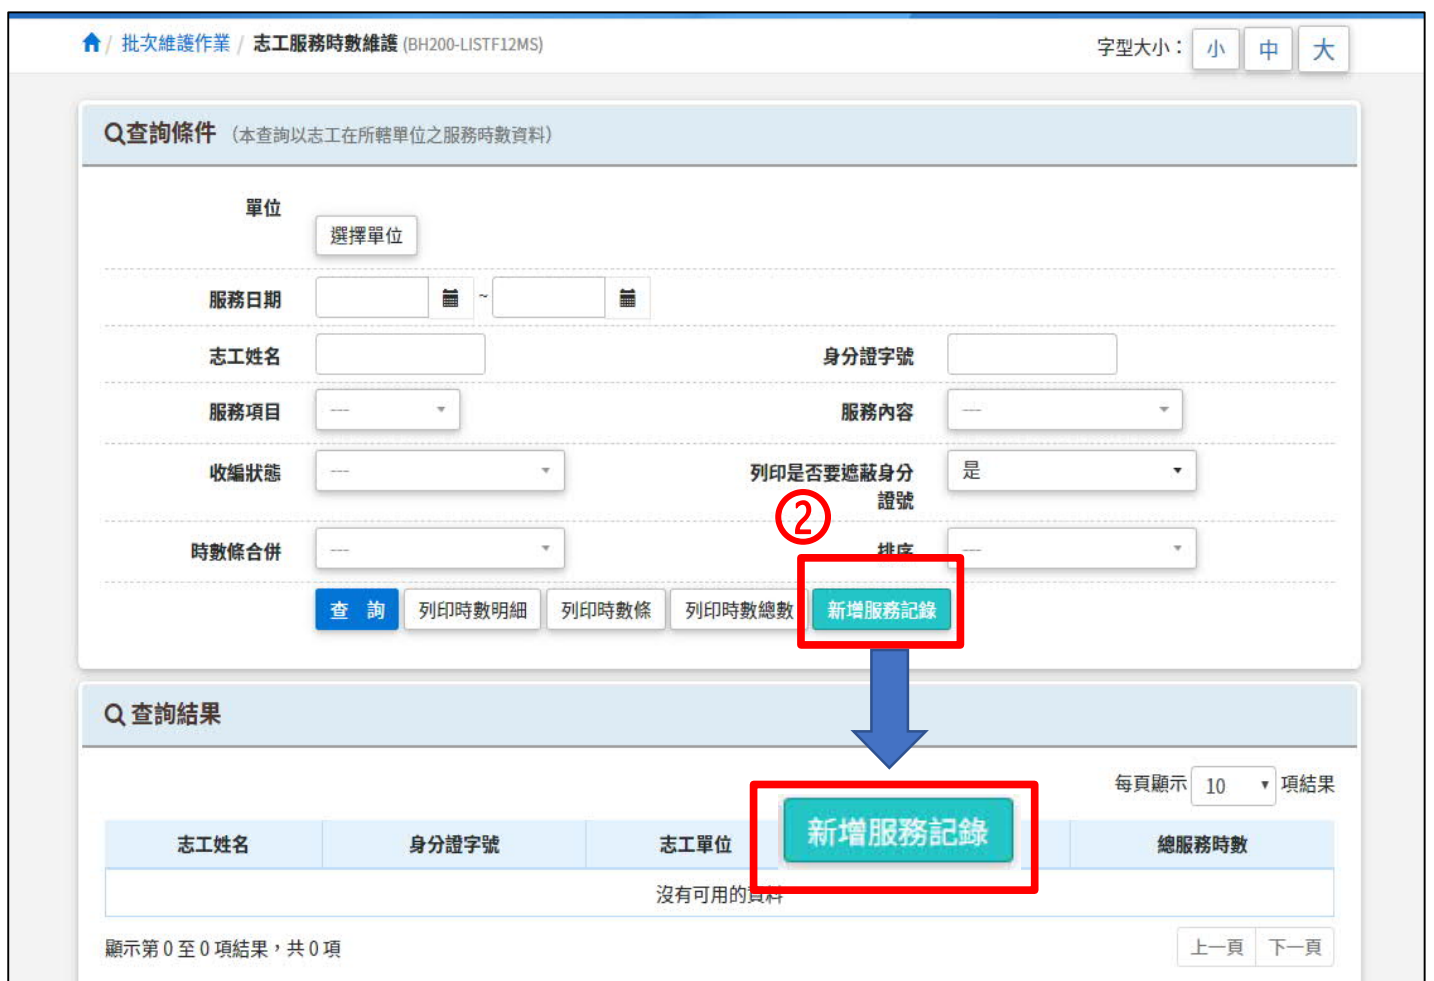 / 批次維護作業 / 志工服務時數維護 (BH200-LISTF12MS)
字型大小： 小 中 大
查詢條件 （本查詢以志工在所轄單位之服務時數資料）
單位
選擇單位
服務日期 ~
志工姓名 身分證字號
服務項目 --- 服務內容 ---
收編狀態 --- 列印是否要遮蔽身分 是
證號
②
時數條合併 --- 排序 ---
查 詢 列印時數明細 列印時數條 列印時數總數 新增服務記錄
查詢結果
每頁顯示 10 項結果
志工姓名 身分證字號 志工單位 新增服務記錄 總服務時數
沒有可用的資料
顯示第 0 至 0 項結果，共 0 項
上一頁 下一頁